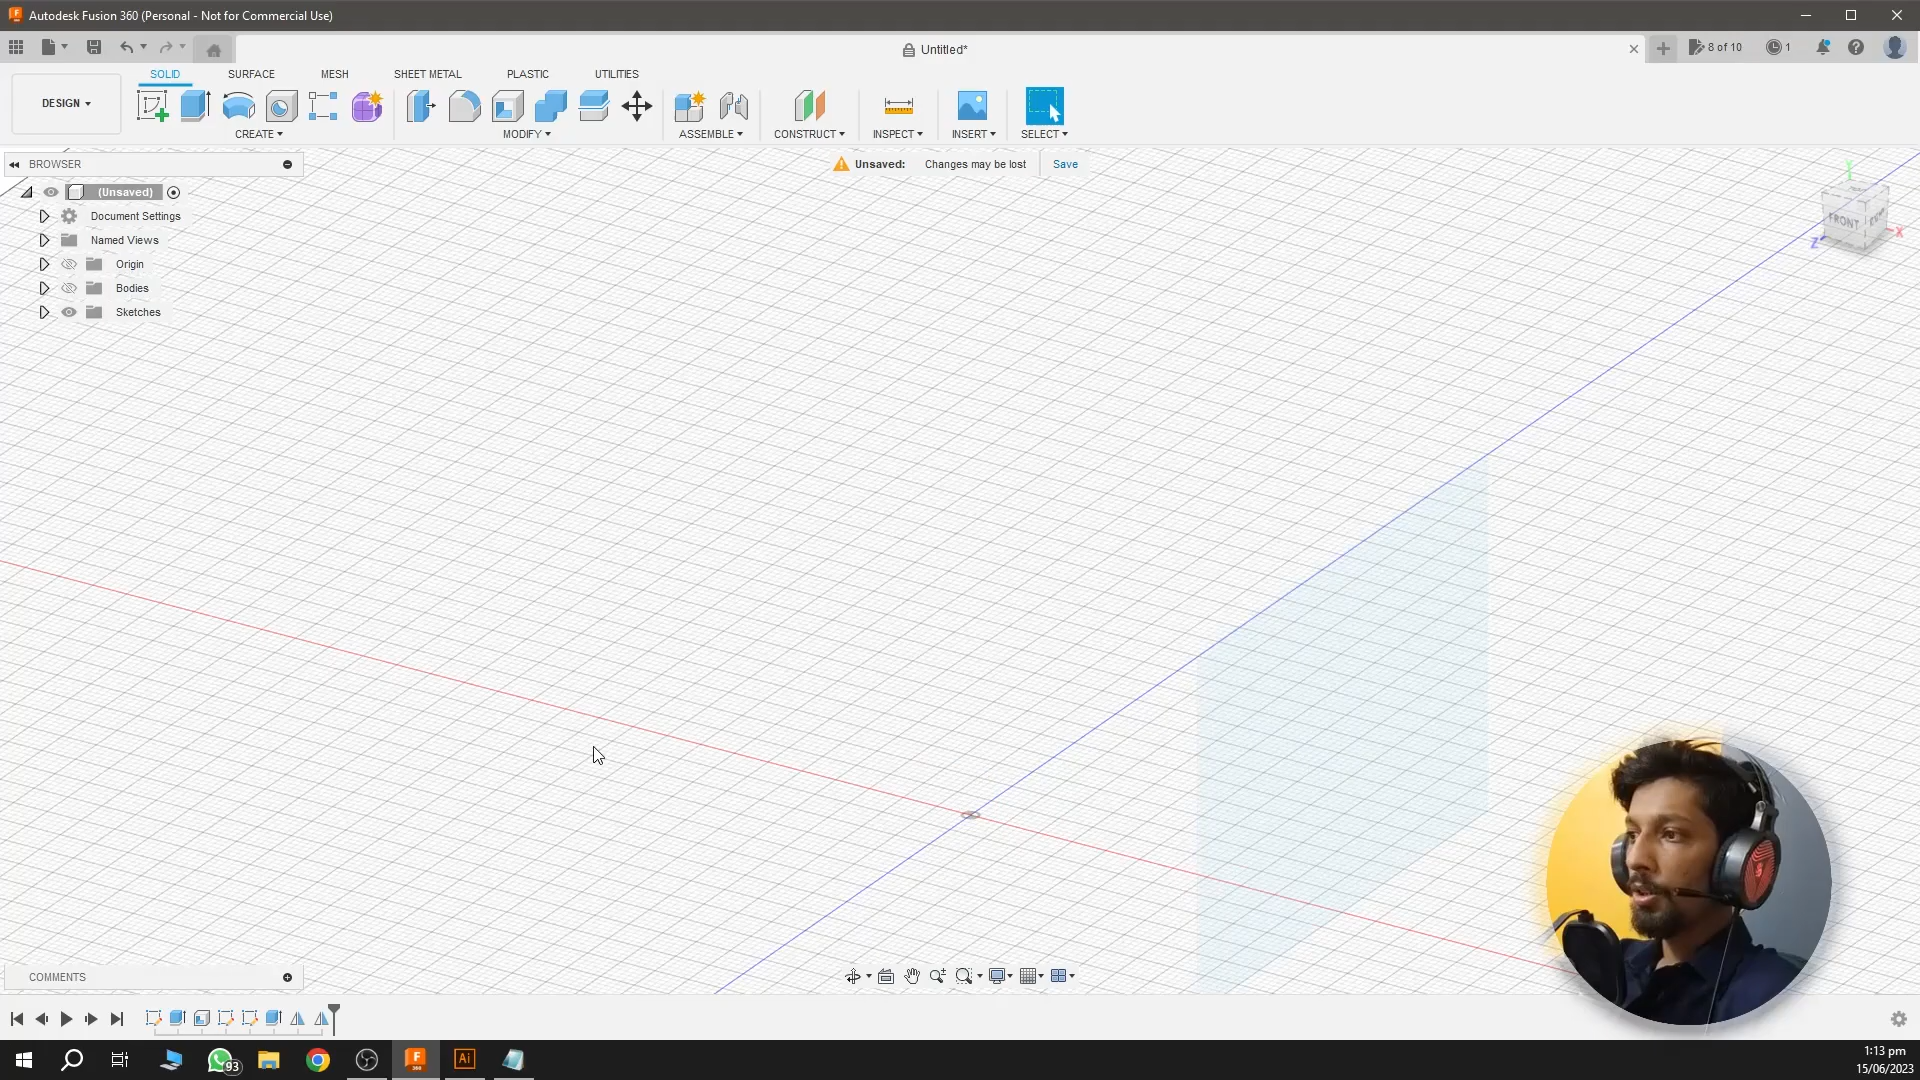 Autodesk Fusion 360 (Personal - Not for Commercial Use)
Untitled*
8 of 10
1
DESIGN
SOLID
SURFACE
MESH
SHEET METAL
PLASTIC
UTILITIES
CREATE
MODIFY
ASSEMBLE
CONSTRUCT
INSPECT
INSERT
SELECT
BROWSER
Unsaved: Changes may be lost Save
(Unsaved)
Document Settings
Named Views
Origin
Bodies
Sketches
Y
FRONT
Z
X
COMMENTS
93
F
360
Ai
1:13 pm
15/06/2023